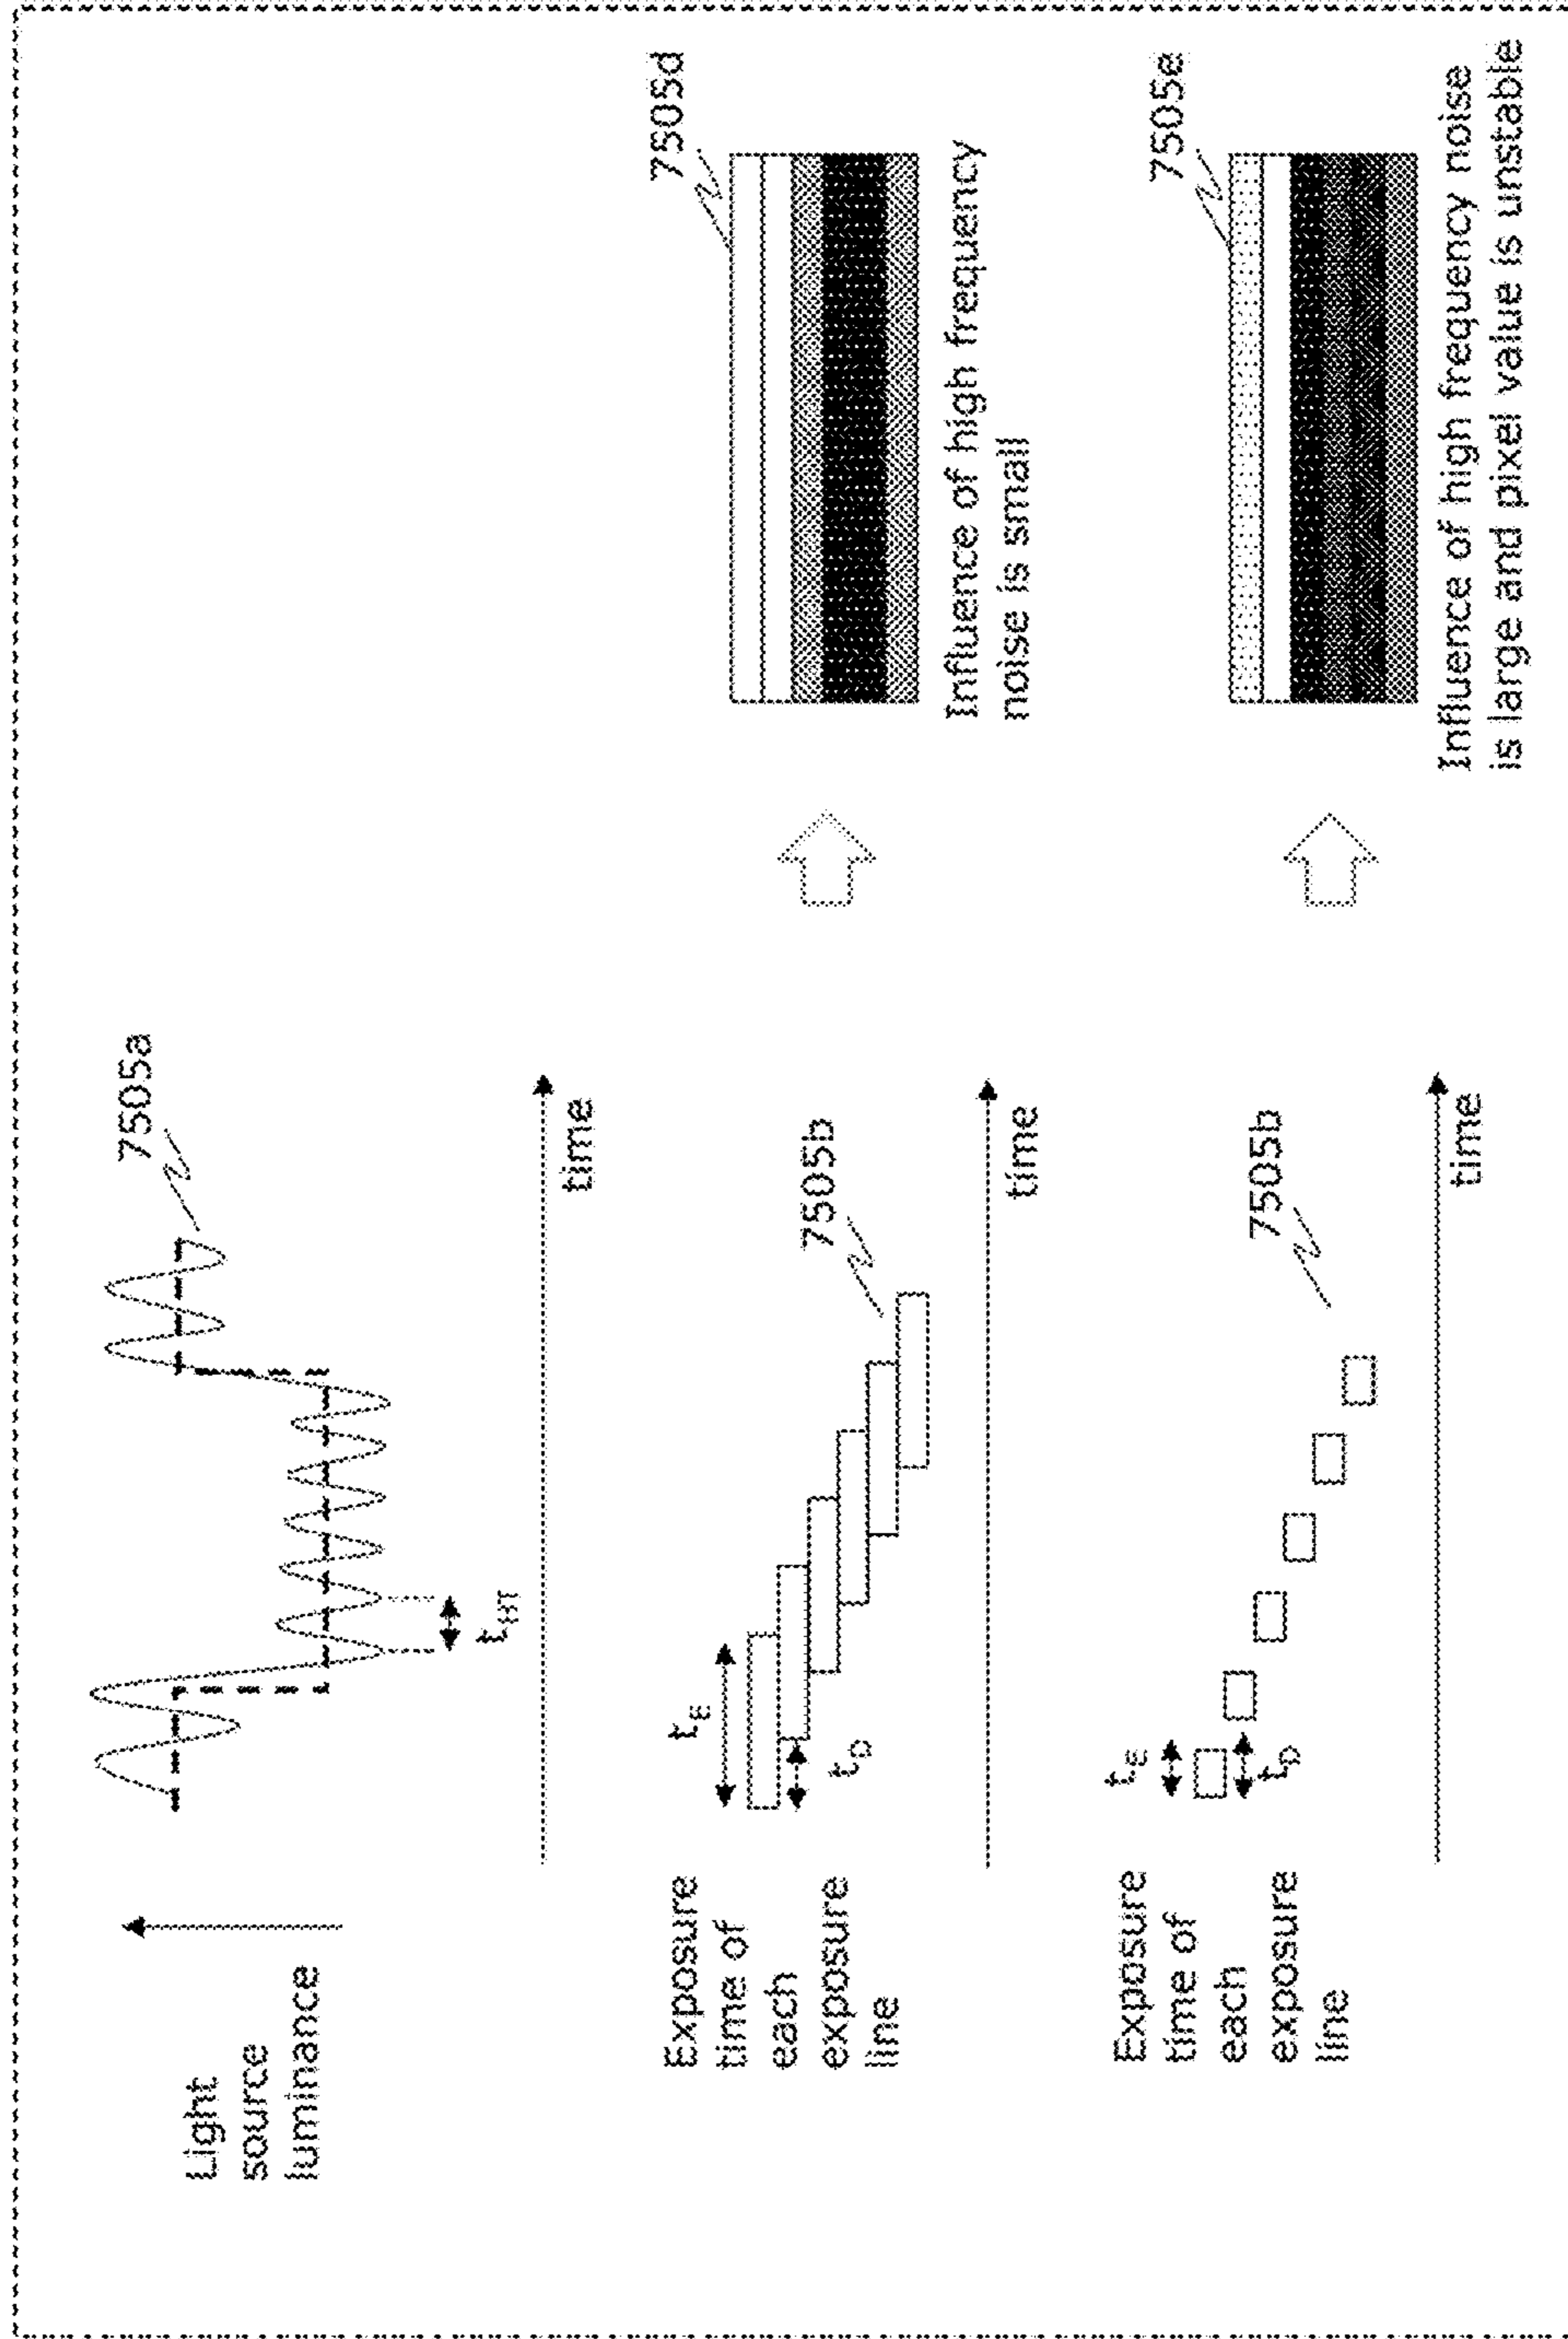 Light
source
luminance
7505a
t_HT
time
Exposure
time of
each
exposure
line
t_E
t_D
7505b
time
7505d
Influence of high frequency
noise is small
Exposure
time of
each
exposure
line
t_E
t_D
7505b
time
7505e
Influence of high frequency noise
is large and pixel value is unstable